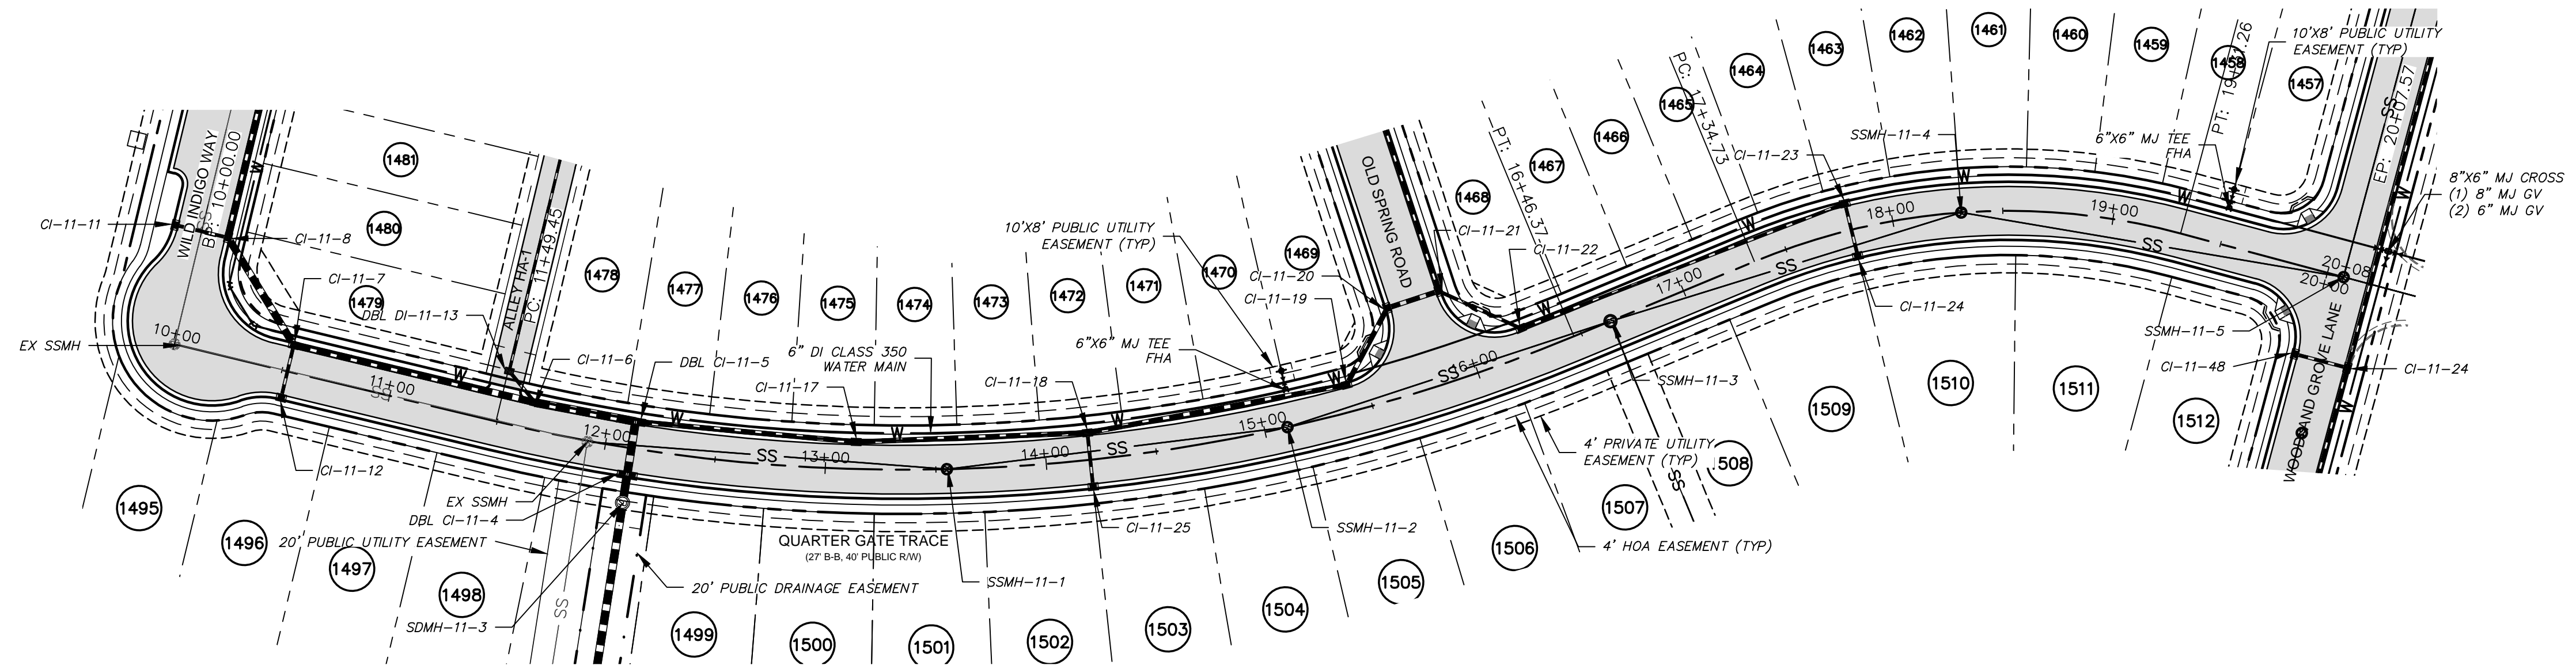 1461
1462
1460
1463
1459
1464
1458
1457
1465
10'X8' PUBLIC UTILITY
EASEMENT (TYP)
PC: 17+34.73
PT: 16+46.37
1466
1467
1468
SSMH-11-4
CI-11-23
6"X6" MJ TEE
FHA
EP: 20+07.57
SS
8"X6" MJ CROSS
(1) 8" MJ GV
(2) 6" MJ GV
1481
1480
1479
WILD INDIGO WAY
BP: 10+00.00
SS
CI-11-11
CI-11-8
CI-11-7
DBL DI-11-13
ALLEY HA-1
PC: 11+49.45
1478
1477
1476
1475
1474
1473
1472
1471
1470
1469
10'X8' PUBLIC UTILITY
EASEMENT (TYP)
OLD SPRING ROAD
CI-11-21
CI-11-22
CI-11-20
CI-11-19
6"X6" MJ TEE
FHA
EX SSMH
CI-11-6
DBL CI-11-5
6" DI CLASS 350
WATER MAIN
CI-11-17
CI-11-18
W
W
W
W
W
W
W
W
W
W
W
W
W
W
10+00
11+00
12+00
13+00
14+00
15+00
16+00
17+00
18+00
19+00
20+00
20+08
SS
SS
SS
SS
SS
SS
CI-11-24
SSMH-11-5
CI-11-48
CI-11-24
WOODLAND GROVE LANE
SSMH-11-3
1509
1510
1511
1512
4' PRIVATE UTILITY
EASEMENT (TYP)
1508
1507
SS
1506
4' HOA EASEMENT (TYP)
SSMH-11-2
CI-11-25
SSMH-11-1
QUARTER GATE TRACE
(27' B-B, 40' PUBLIC R/W)
CI-11-12
EX SSMH
DBL CI-11-4
20' PUBLIC UTILITY EASEMENT
20' PUBLIC DRAINAGE EASEMENT
SDMH-11-3
SS
1495
1496
1497
1498
1499
1500
1501
1502
1503
1504
1505